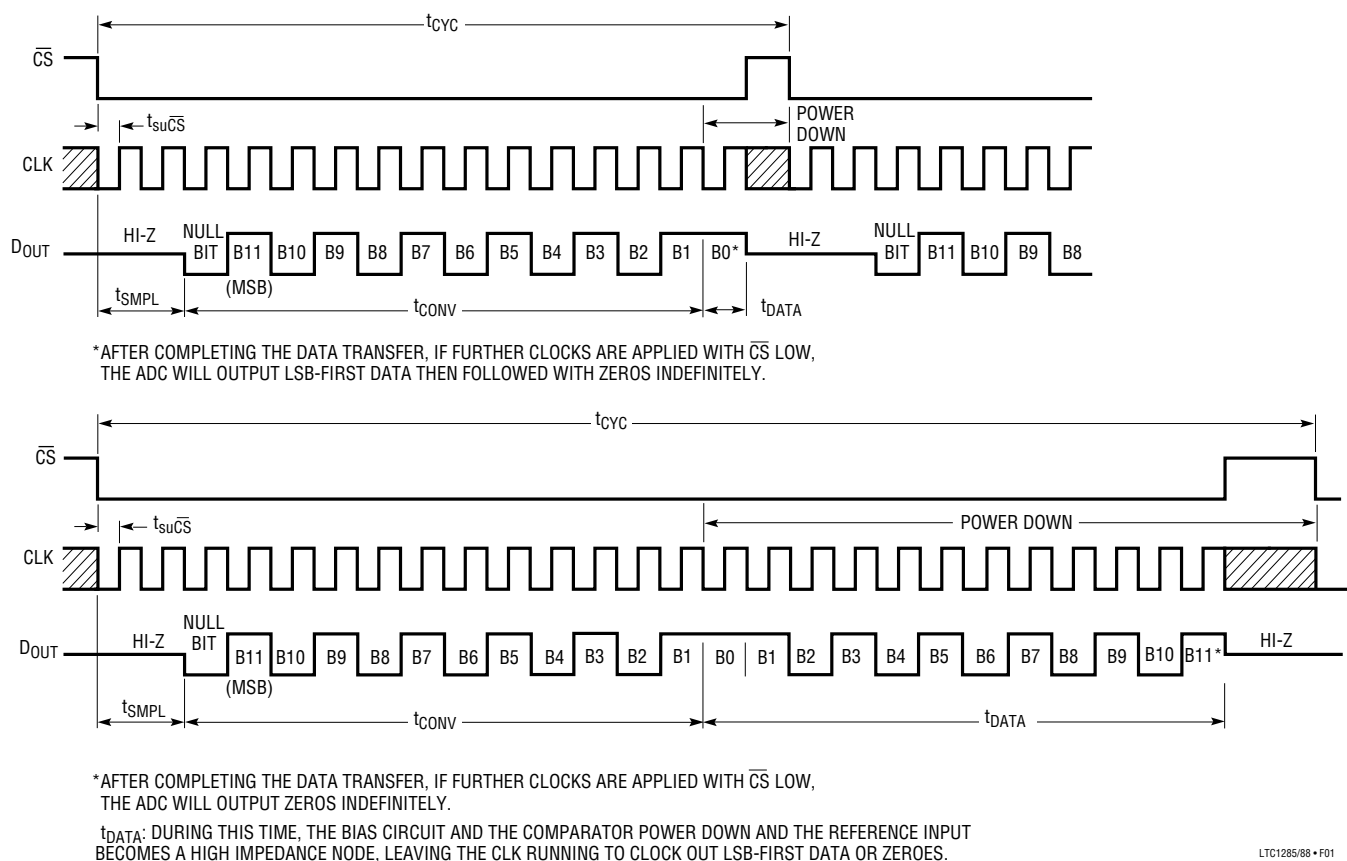 tCYC
CS
POWER
DOWN
tsuCS
CLK
NULL
BIT
HI-Z
B11 B10 B9 B8 B7 B6 B5 B4 B3 B2 B1 B0*
HI-Z
NULL
BIT
B11 B10 B9 B8
DOUT
(MSB)
tSMPL
tCONV
tDATA
*AFTER COMPLETING THE DATA TRANSFER, IF FURTHER CLOCKS ARE APPLIED WITH CS LOW,
THE ADC WILL OUTPUT LSB-FIRST DATA THEN FOLLOWED WITH ZEROS INDEFINITELY.
tCYC
CS
tsuCS
POWER DOWN
CLK
NULL
BIT
HI-Z
DOUT
B11 B10 B9 B8 B7 B6 B5 B4 B3 B2 B1 B0 B1 B2 B3 B4 B5 B6 B7 B8 B9 B10 B11*
HI-Z
(MSB)
tSMPL
tCONV
tDATA
*AFTER COMPLETING THE DATA TRANSFER, IF FURTHER CLOCKS ARE APPLIED WITH CS LOW,
THE ADC WILL OUTPUT ZEROS INDEFINITELY.
tDATA: DURING THIS TIME, THE BIAS CIRCUIT AND THE COMPARATOR POWER DOWN AND THE REFERENCE INPUT
BECOMES A HIGH IMPEDANCE NODE, LEAVING THE CLK RUNNING TO CLOCK OUT LSB-FIRST DATA OR ZEROES.
LTC1285/88 • F01